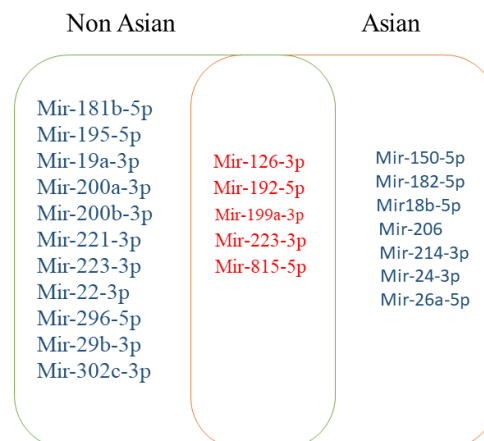 Non Asian
Asian
Mir-181b-5p
Mir-195-5p
Mir-19a-3p
Mir-200a-3p
Mir-200b-3p
Mir-221-3p
Mir-223-3p
Mir-22-3p
Mir-296-5p
Mir-29b-3p
Mir-302c-3p
Mir-126-3p
Mir-192-5p
Mir-199a-3p
Mir-223-3p
Mir-815-5p
Mir-150-5p
Mir-182-5p
Mir18b-5p
Mir-206
Mir-214-3p
Mir-24-3p
Mir-26a-5p